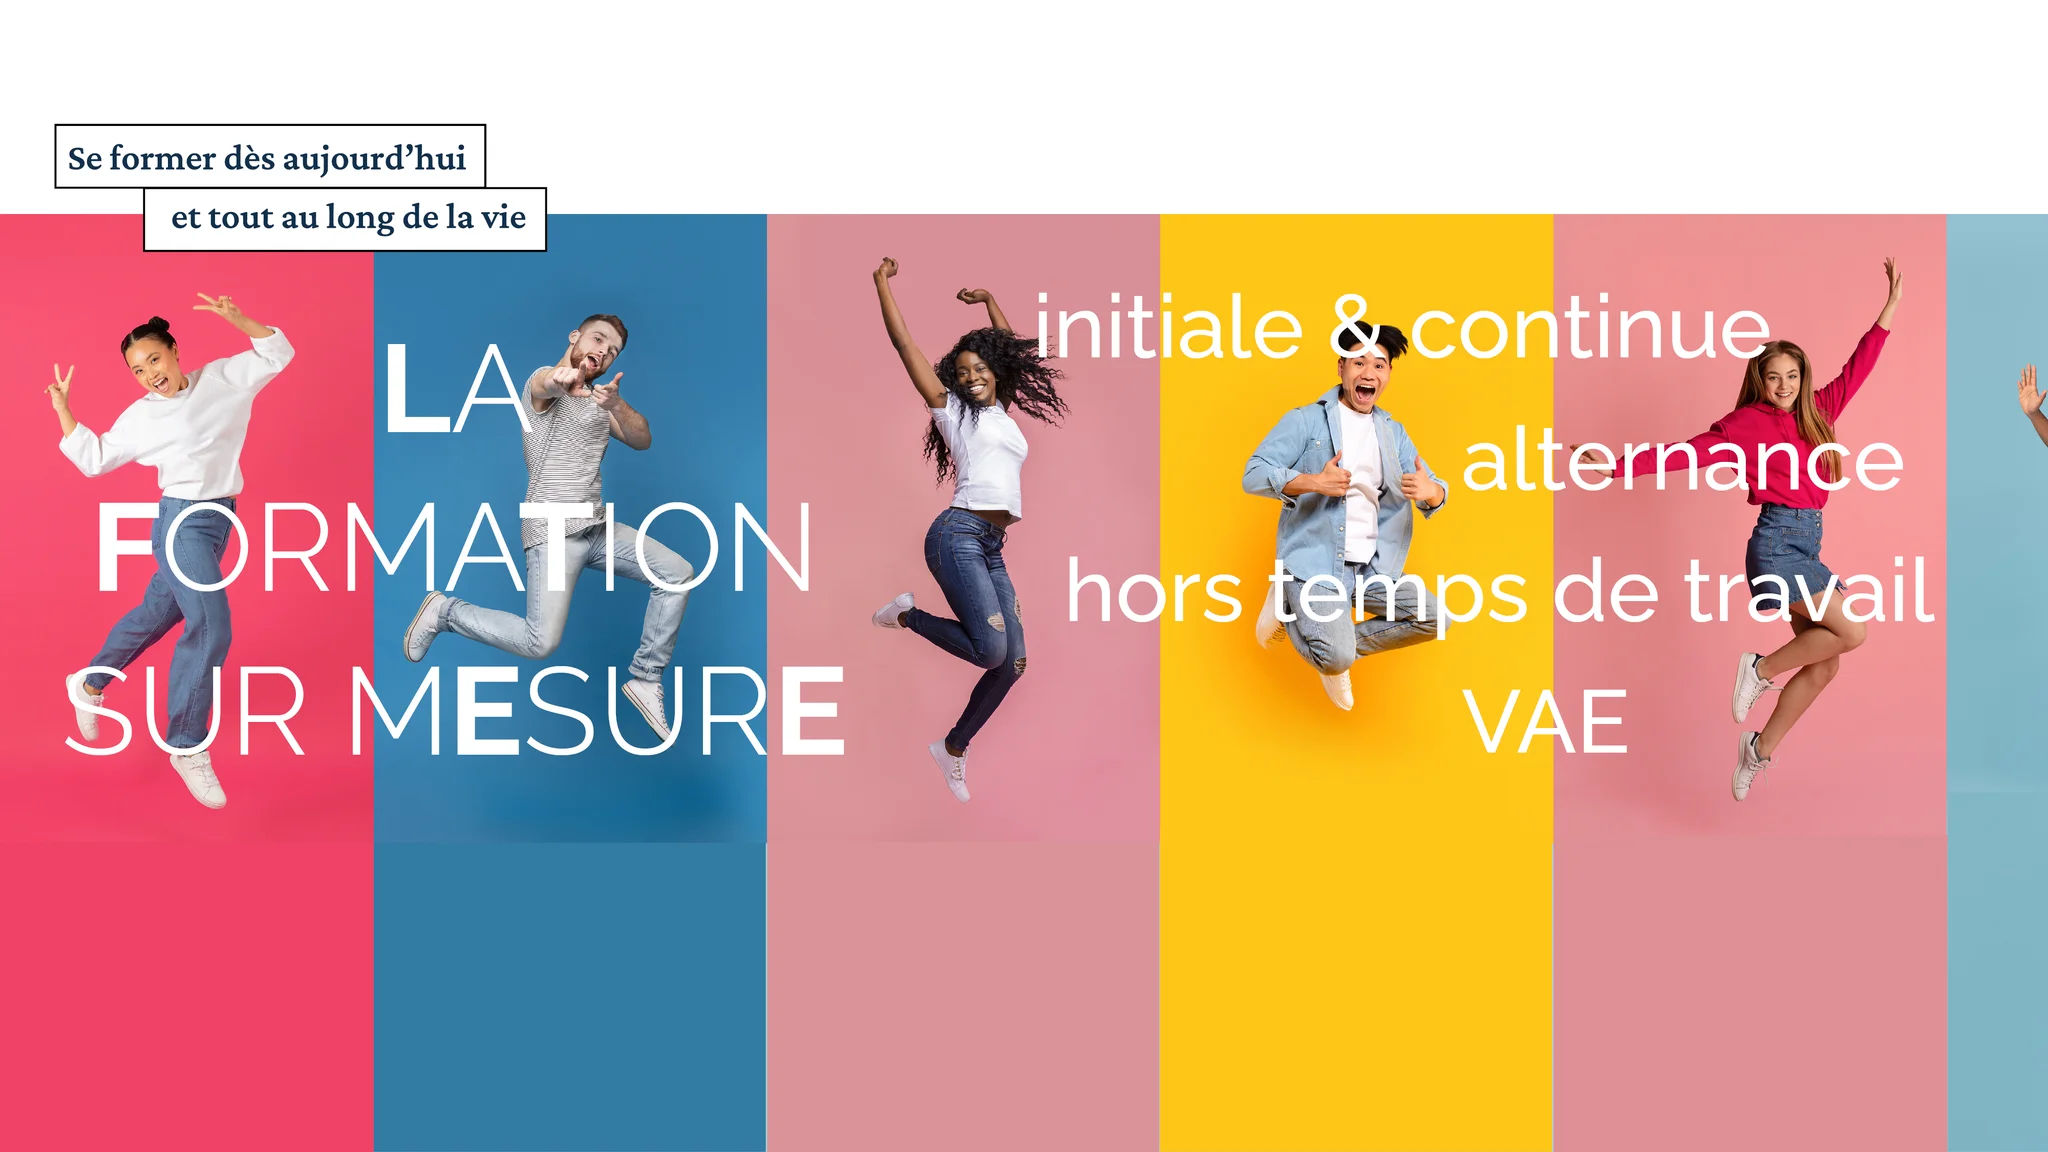 Se former dès aujourd’hui
et tout au long de la vie
LA
FORMATION
SUR MESURE
initiale & continue
alternance
hors temps de travail
VAE